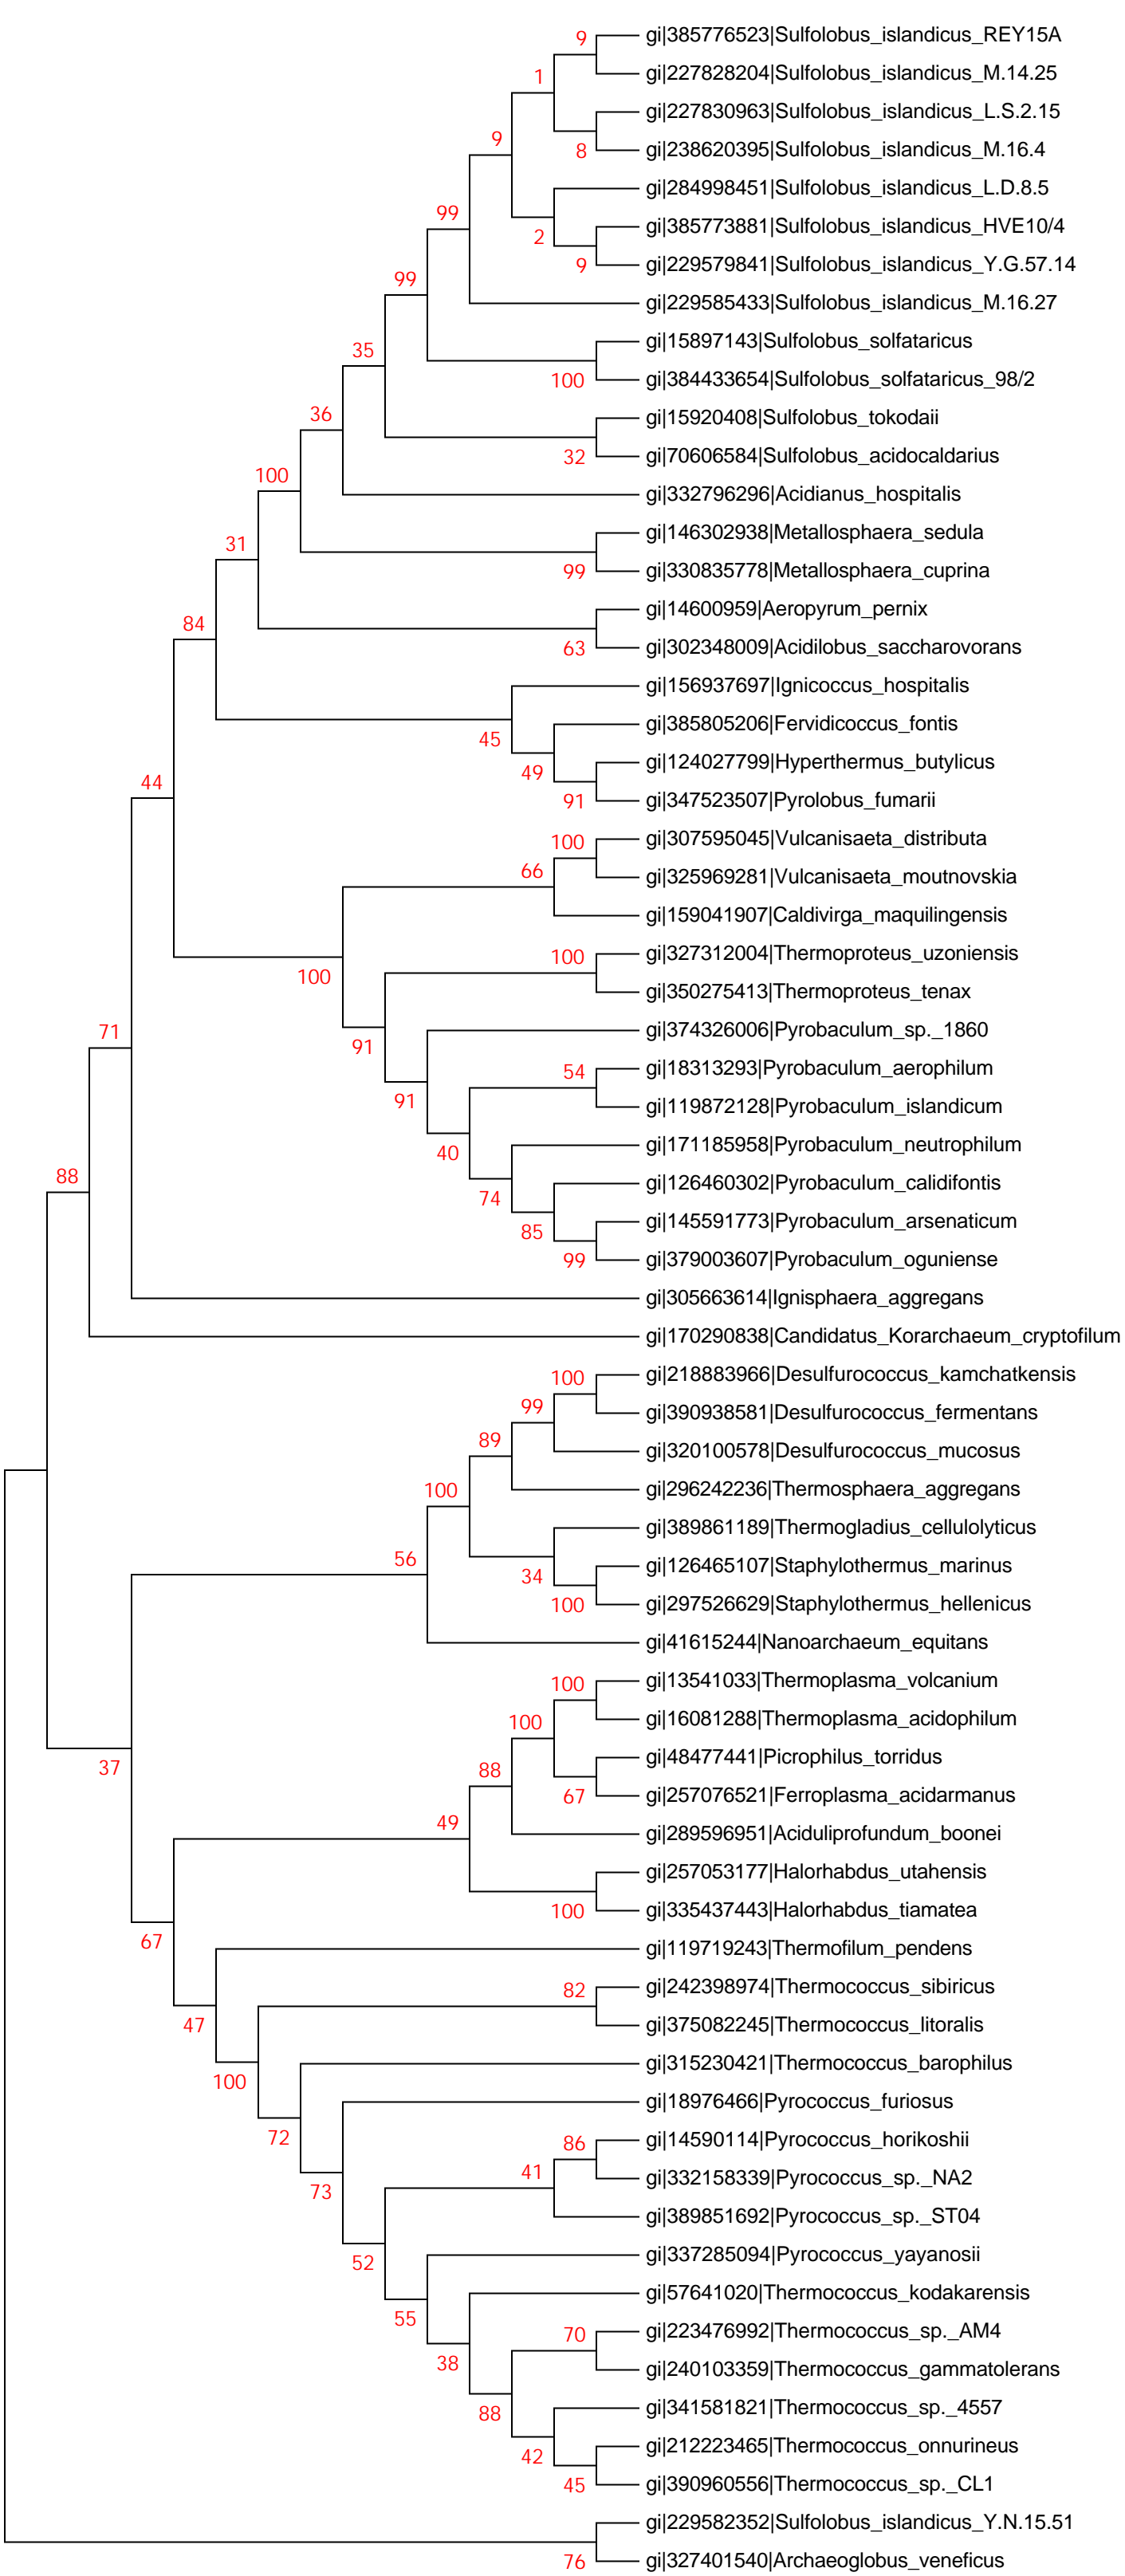 9
gi|385776523|Sulfolobus_islandicus_REY15A
1
gi|227828204|Sulfolobus_islandicus_M.14.25
gi|227830963|Sulfolobus_islandicus_L.S.2.15
9
8
gi|238620395|Sulfolobus_islandicus_M.16.4
gi|284998451|Sulfolobus_islandicus_L.D.8.5
99
2
gi|385773881|Sulfolobus_islandicus_HVE10/4
9
gi|229579841|Sulfolobus_islandicus_Y.G.57.14
99
gi|229585433|Sulfolobus_islandicus_M.16.27
35
gi|15897143|Sulfolobus_solfataricus
100
gi|384433654|Sulfolobus_solfataricus_98/2
36
gi|15920408|Sulfolobus_tokodaii
32
gi|70606584|Sulfolobus_acidocaldarius
100
gi|332796296|Acidianus_hospitalis
31
gi|146302938|Metallosphaera_sedula
99
gi|330835778|Metallosphaera_cuprina
84
gi|14600959|Aeropyrum_pernix
63
gi|302348009|Acidilobus_saccharovorans
gi|156937697|Ignicoccus_hospitalis
45
gi|385805206|Fervidicoccus_fontis
49
gi|124027799|Hyperthermus_butylicus
44
91
gi|347523507|Pyrolobus_fumarii
100
gi|307595045|Vulcanisaeta_distributa
66
gi|325969281|Vulcanisaeta_moutnovskia
gi|159041907|Caldivirga_maquilingensis
100
100
gi|327312004|Thermoproteus_uzoniensis
gi|350275413|Thermoproteus_tenax
71
91
gi|374326006|Pyrobaculum_sp._1860
91
54
gi|18313293|Pyrobaculum_aerophilum
gi|119872128|Pyrobaculum_islandicum
40
gi|171185958|Pyrobaculum_neutrophilum
88
74
gi|126460302|Pyrobaculum_calidifontis
85
gi|145591773|Pyrobaculum_arsenaticum
99
gi|379003607|Pyrobaculum_oguniense
gi|305663614|Ignisphaera_aggregans
gi|170290838|Candidatus_Korarchaeum_cryptofilum
100
gi|218883966|Desulfurococcus_kamchatkensis
99
gi|390938581|Desulfurococcus_fermentans
89
gi|320100578|Desulfurococcus_mucosus
100
gi|296242236|Thermosphaera_aggregans
gi|389861189|Thermogladius_cellulolyticus
56
34
gi|126465107|Staphylothermus_marinus
100
gi|297526629|Staphylothermus_hellenicus
gi|41615244|Nanoarchaeum_equitans
100
gi|13541033|Thermoplasma_volcanium
100
gi|16081288|Thermoplasma_acidophilum
37
88
gi|48477441|Picrophilus_torridus
67
gi|257076521|Ferroplasma_acidarmanus
49
gi|289596951|Aciduliprofundum_boonei
gi|257053177|Halorhabdus_utahensis
100
gi|335437443|Halorhabdus_tiamatea
67
gi|119719243|Thermofilum_pendens
82
gi|242398974|Thermococcus_sibiricus
47
gi|375082245|Thermococcus_litoralis
100
gi|315230421|Thermococcus_barophilus
gi|18976466|Pyrococcus_furiosus
72
86
gi|14590114|Pyrococcus_horikoshii
41
73
gi|332158339|Pyrococcus_sp._NA2
gi|389851692|Pyrococcus_sp._ST04
52
gi|337285094|Pyrococcus_yayanosii
55
gi|57641020|Thermococcus_kodakarensis
38
70
gi|223476992|Thermococcus_sp._AM4
gi|240103359|Thermococcus_gammatolerans
88
gi|341581821|Thermococcus_sp._4557
42
gi|212223465|Thermococcus_onnurineus
45
gi|390960556|Thermococcus_sp._CL1
gi|229582352|Sulfolobus_islandicus_Y.N.15.51
76
gi|327401540|Archaeoglobus_veneficus